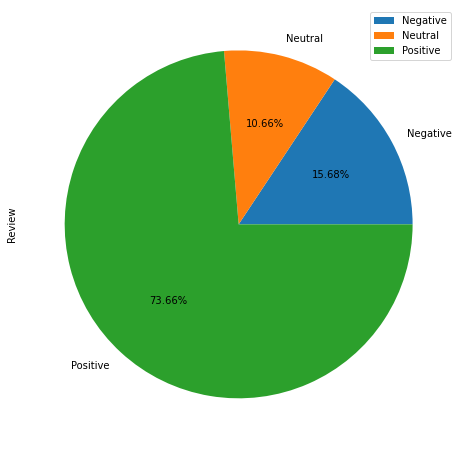 Negative
Neutral
Positive
Neutral
Negative
10.66%
15.68%
Review
73.66%
Positive